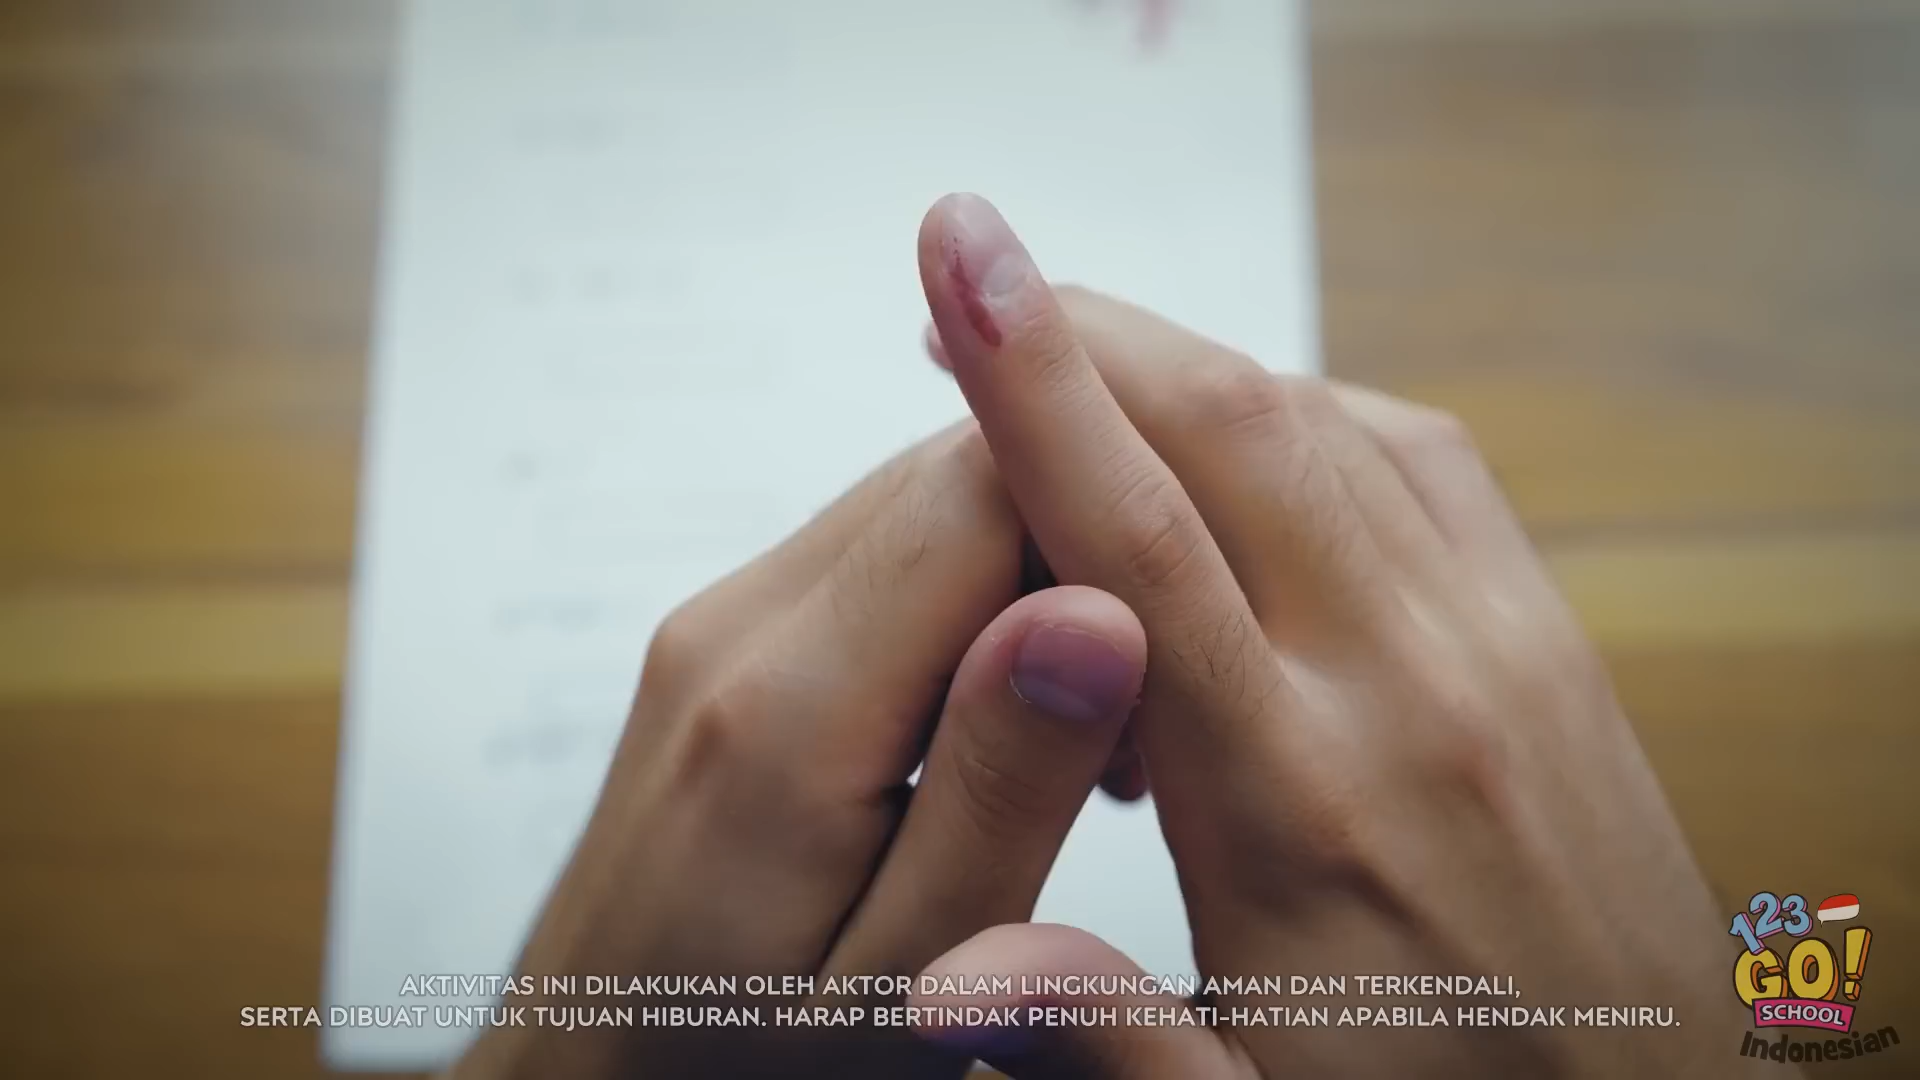 AKTIVITAS INI DILAKUKAN OLEH AKTOR DALAM LINGKUNGAN AMAN DAN TERKENDALI,
SERTA DIBUAT UNTUK TUJUAN HIBURAN. HARAP BERTINDAK PENUH KEHATI-HATIAN APABILA HENDAK MENIRU.
123
GO!
SCHOOL
Indonesian